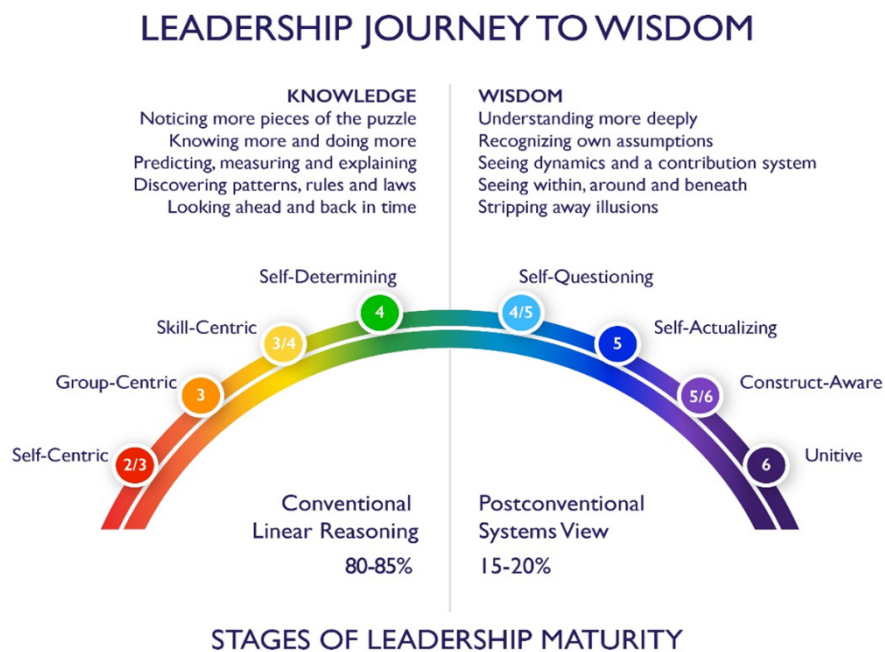 LEADERSHIP JOURNEY TO WISDOM
KNOWLEDGE
Noticing more pieces of the puzzle
Knowing more and doing more
Predicting, measuring and explaining
Discovering patterns, rules and laws
Looking ahead and back in time
WISDOM
Understanding more deeply
Recognizing own assumptions
Seeing dynamics and a contribution system
Seeing within, around and beneath
Stripping away illusions
Self-Centric
2/3
Group-Centric
3
Skill-Centric
3/4
Self-Determining
4
Self-Questioning
4/5
Self-Actualizing
5
Construct-Aware
5/6
Unitive
6
Conventional
Linear Reasoning
80-85%
Postconventional
Systems View
15-20%
STAGES OF LEADERSHIP MATURITY